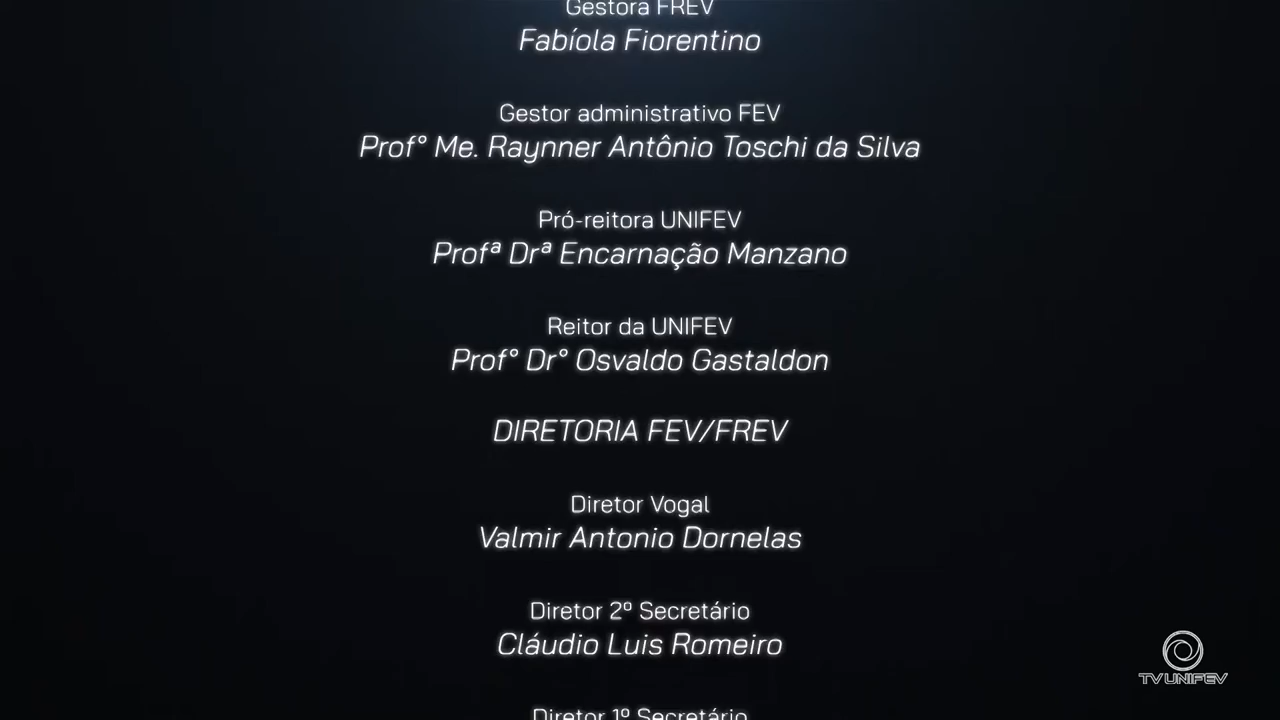 Gestora FREV
Fabíola Fiorentino
Gestor administrativo FEV
Prof° Me. Raynner Antônio Toschi da Silva
Pró-reitora UNIFEV
Profª Drª Encarnação Manzano
Reitor da UNIFEV
Prof° Dr° Osvaldo Gastaldon
DIRETORIA FEV/FREV
Diretor Vogal
Valmir Antonio Dornelas
Diretor 2º Secretário
Cláudio Luis Romeiro
Diretor 1º Secretário
TV UNIFEV